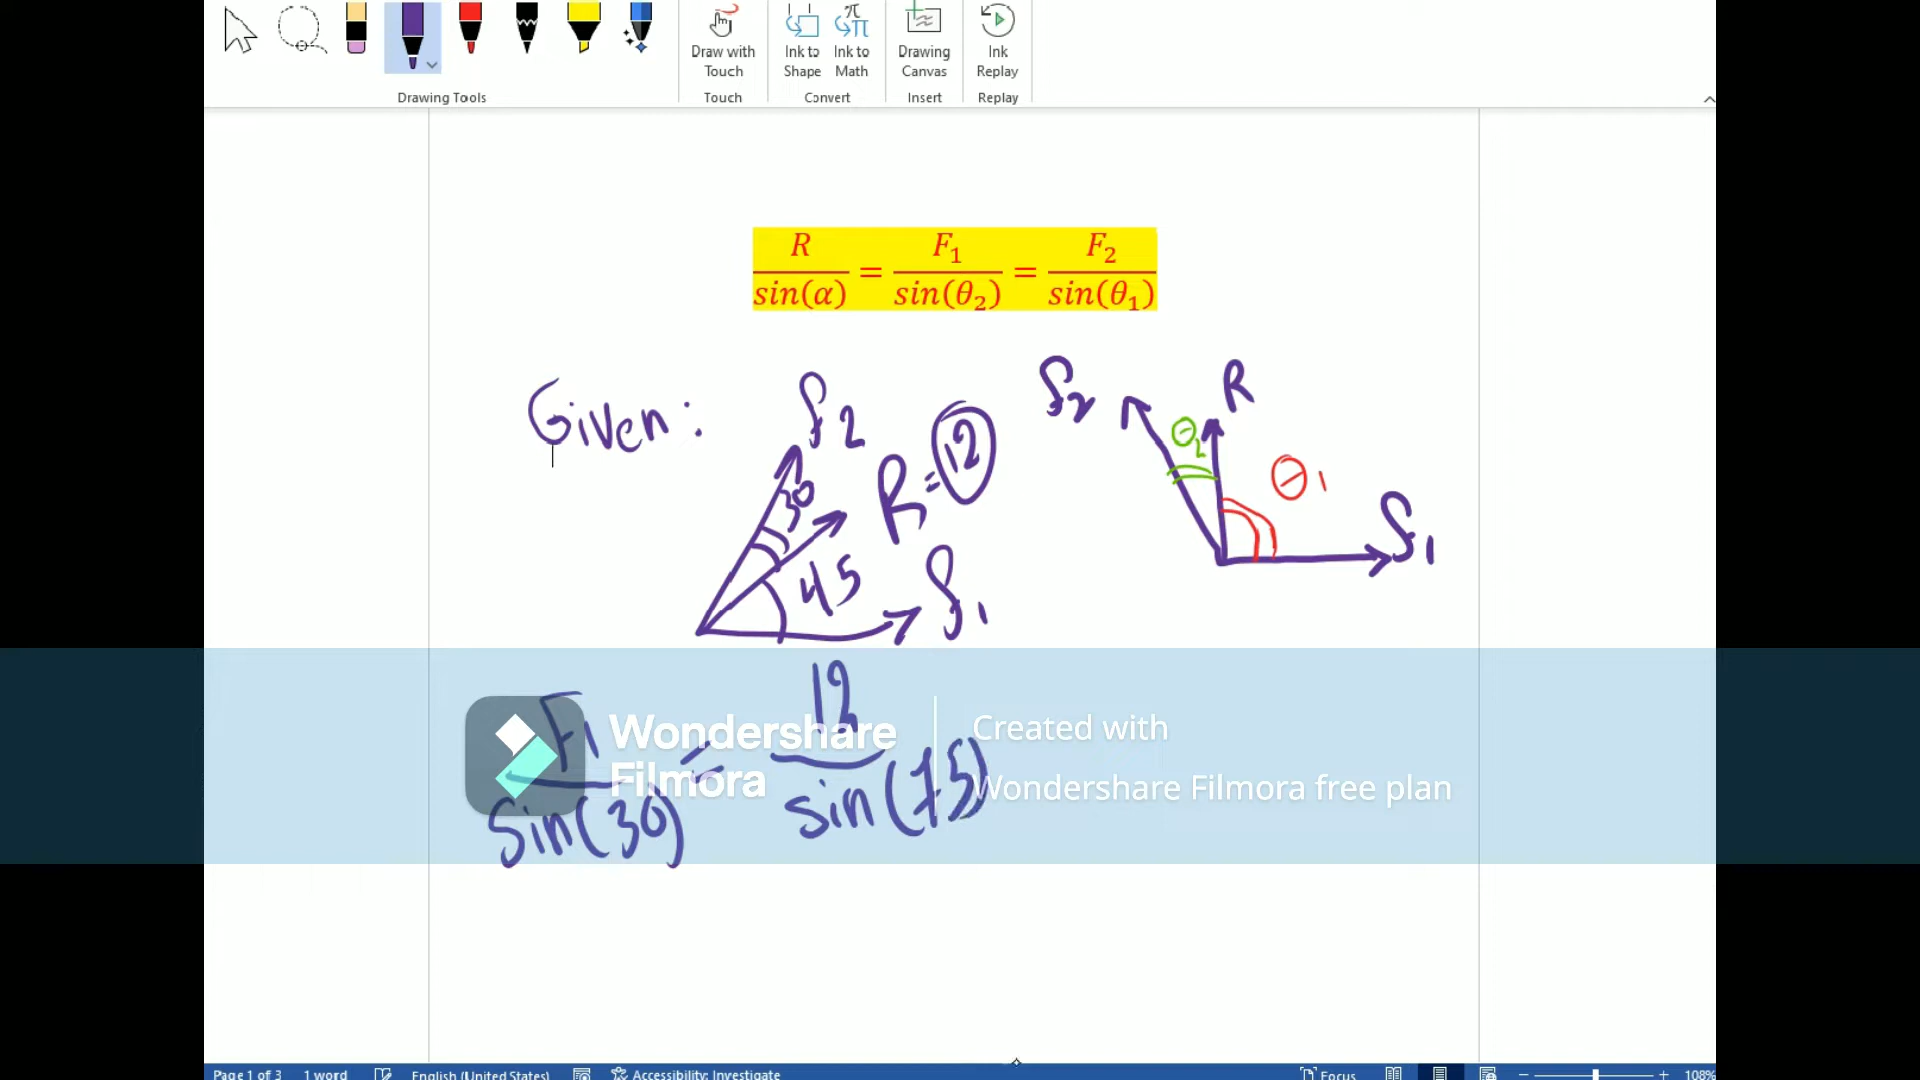 Draw with Touch
Ink to Shape
Ink to Math
Drawing Canvas
Ink Replay
Drawing Tools
Touch
Convert
Insert
Replay
R/sin(α) = F₁/sin(θ₂) = F₂/sin(θ₁)
Given:
f2
30
R=12
45
f1
f2
R
θ2
θ1
f1
F1/Sin(30) = 12/sin(75)
Wondershare Filmora
Created with
Wondershare Filmora free plan
Page 1 of 3
1 word
English (United States)
Accessibility: Investigate
Focus
108%